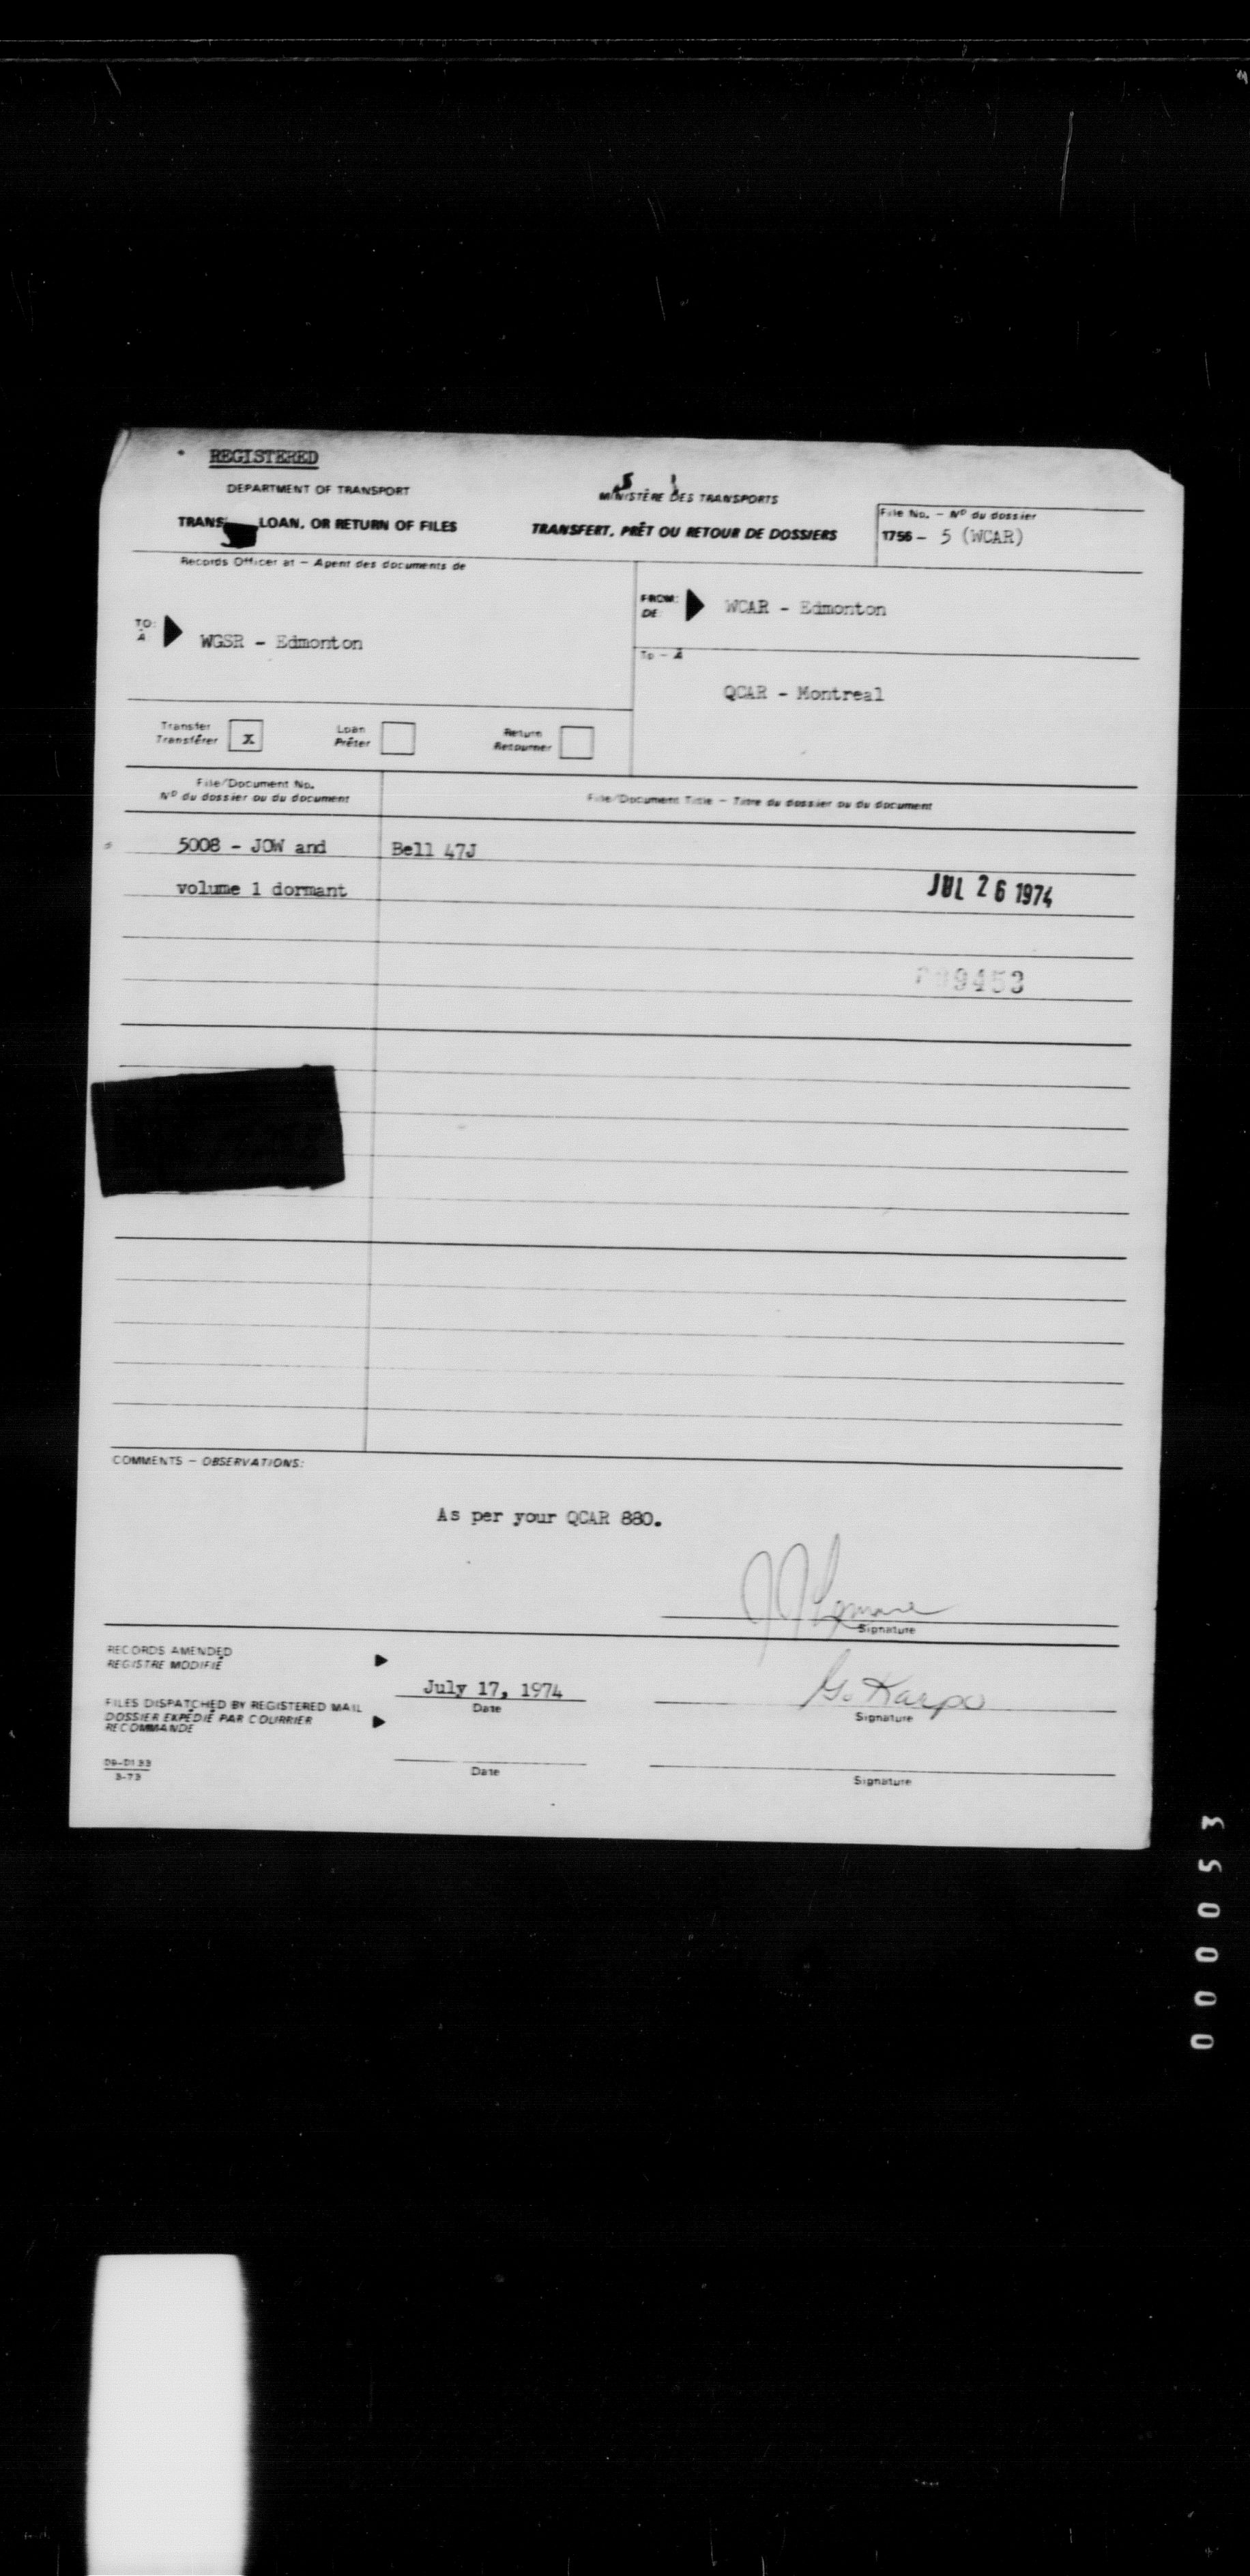 REGISTERED
DEPARTMENT OF TRANSPORT
MINISTÈRE DES TRANSPORTS
TRANS LOAN, OR RETURN OF FILES
TRANSFERT, PRÊT OU RETOUR DE DOSSIERS
File No. – Nº du dossier
1756 – 5 (WCAR)
Records Officer at – Agent des documents de
TO:
À
WGSR - Edmonton
FROM:
DE:
WCAR - Edmonton
To – À
QCAR - Montreal
Transfer
Transférer
x
Loan
Prêter
Return
Retourner
File/Document No.
Nº du dossier ou du document
File/Document Title – Titre du dossier ou du document
5008 - JOW and
Bell 47J
volume 1 dormant
JUL 26 1974
9453
COMMENTS – OBSERVATIONS:
As per your QCAR 880.
Signature
RECORDS AMENDED
REGISTRE MODIFIÉ
July 17, 1974
Date
G. Karpo
Signature
FILES DISPATCHED BY REGISTERED MAIL
DOSSIER EXPÉDIÉ PAR COURRIER
RECOMMANDE
Date
Signature
3-73
000053